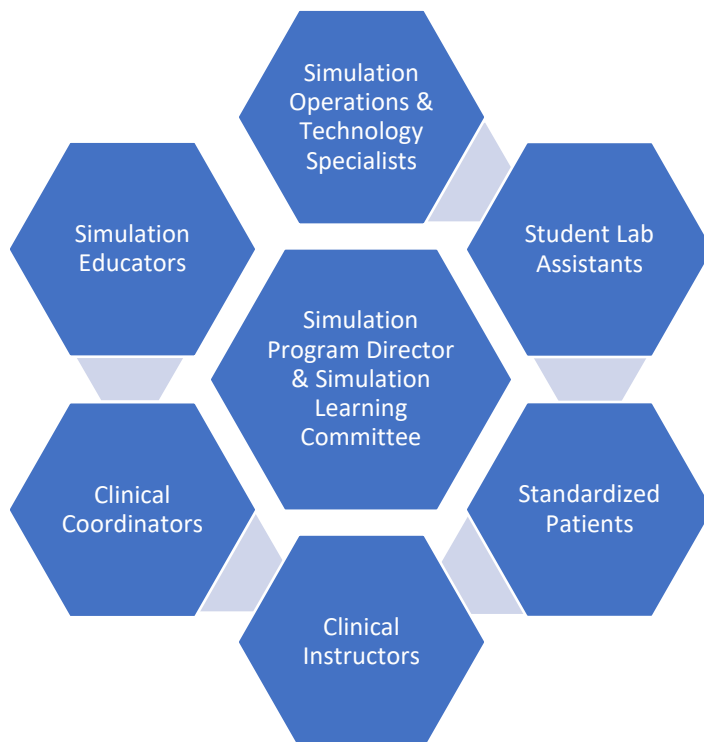 Simulation
Operations &
Technology
Specialists
Simulation
Educators
Student Lab
Assistants
Simulation
Program Director
& Simulation
Learning
Committee
Clinical
Coordinators
Standardized
Patients
Clinical
Instructors